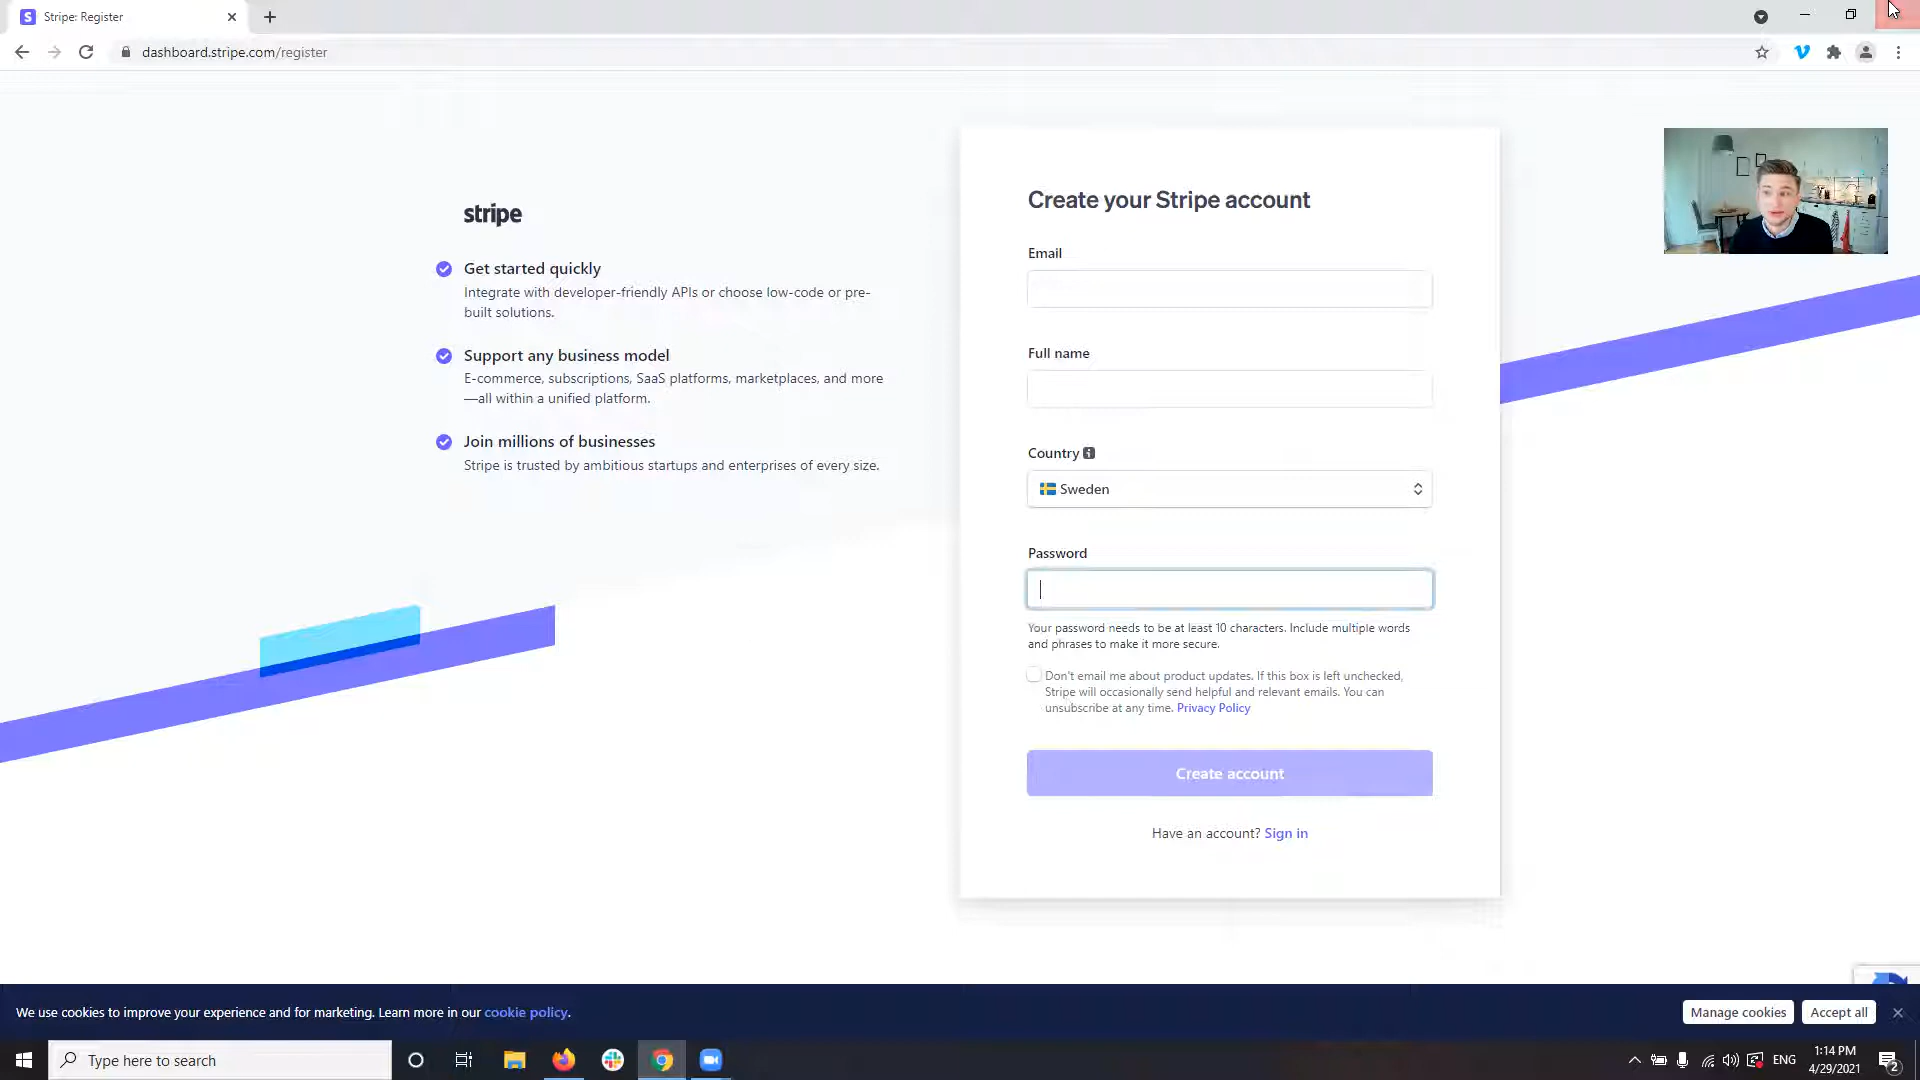 Stripe: Register
dashboard.stripe.com/register
stripe
Get started quickly
Integrate with developer-friendly APIs or choose low-code or pre-
built solutions.
Support any business model
E-commerce, subscriptions, SaaS platforms, marketplaces, and more
—all within a unified platform.
Join millions of businesses
Stripe is trusted by ambitious startups and enterprises of every size.
Create your Stripe account
Email
Full name
Country
Sweden
Password
Your password needs to be at least 10 characters. Include multiple words
and phrases to make it more secure.
Don't email me about product updates. If this box is left unchecked,
Stripe will occasionally send helpful and relevant emails. You can
unsubscribe at any time. Privacy Policy
Create account
Have an account? Sign in
We use cookies to improve your experience and for marketing. Learn more in our cookie policy.
Manage cookies
Accept all
Type here to search
ENG
1:14 PM
4/29/2021
2